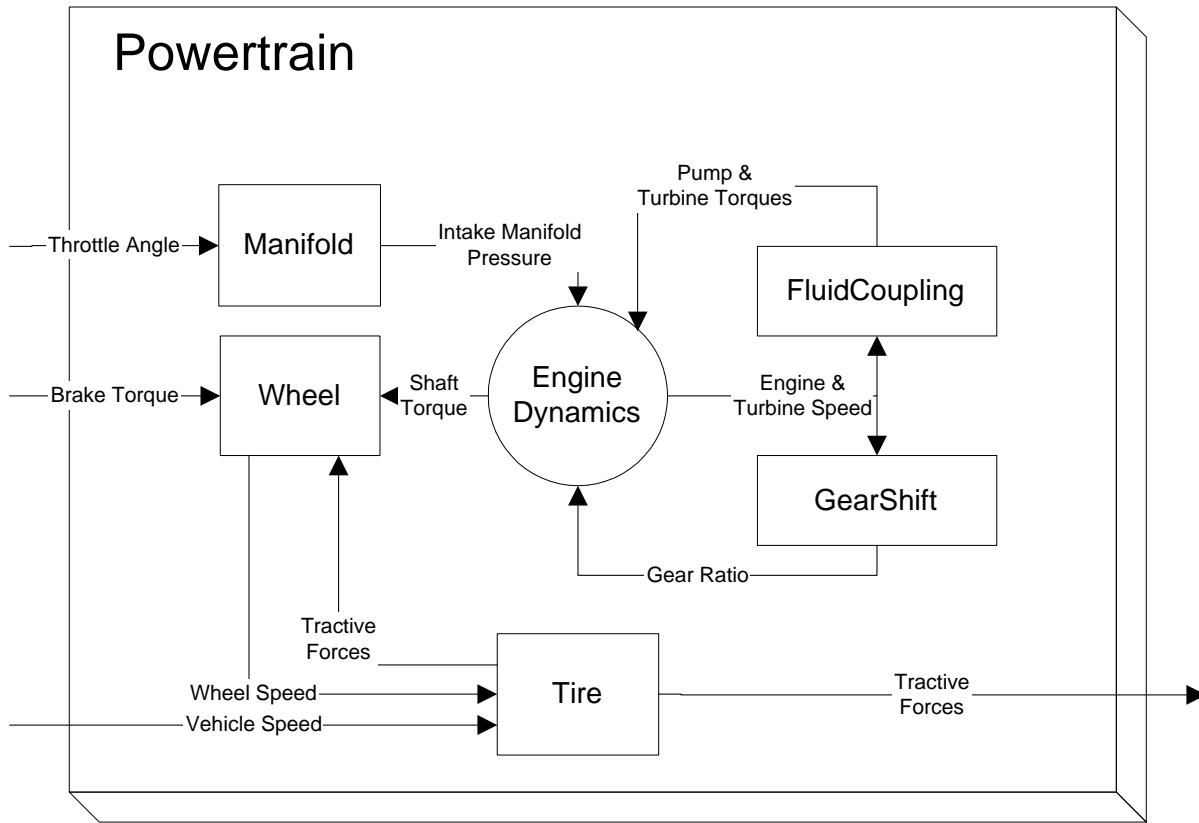 Powertrain
Pump &
Turbine Torques
Throttle Angle
Manifold
Intake Manifold
Pressure
FluidCoupling
Brake Torque
Wheel
Shaft
Torque
Engine
Dynamics
Engine &
Turbine Speed
GearShift
Gear Ratio
Tractive
Forces
Wheel Speed
Vehicle Speed
Tire
Tractive
Forces